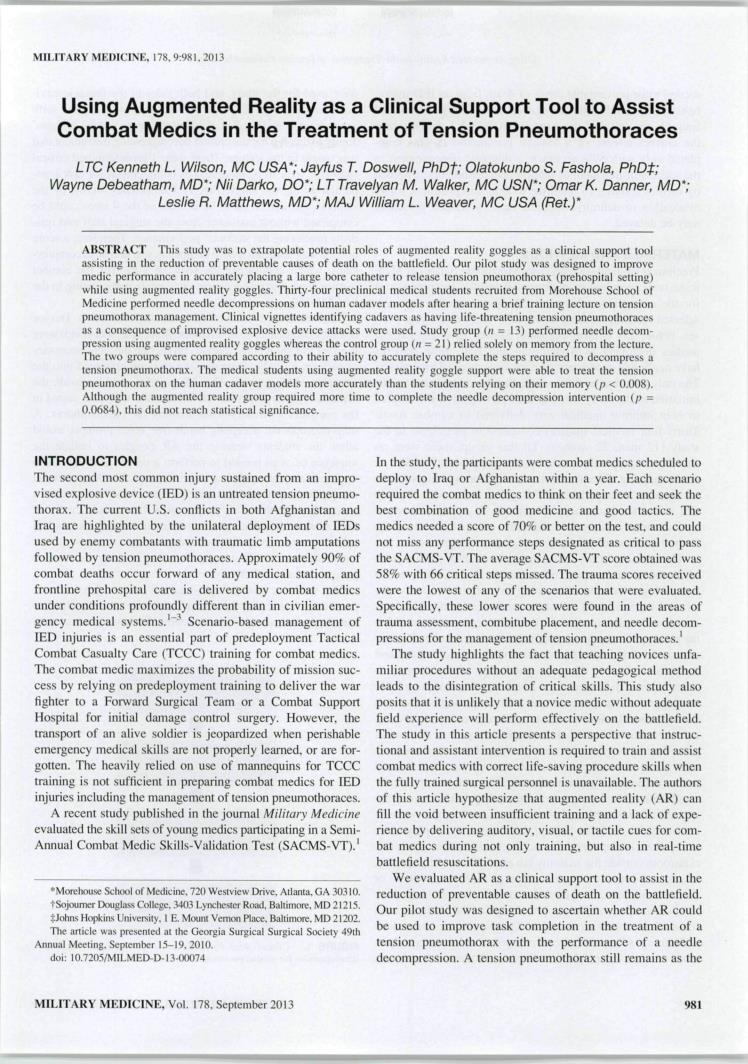 MILITARY MEDICINE, 178, 9:981, 2013
Using Augmented Reality as a Clinical Support Tool to Assist
Combat Medics in the Treatment of Tension Pneumothoraces
LTC Kenneth L. Wilson, MC USA*; Jayfus T. Doswell, PhD†; Olatokunbo S. Fashola, PhD‡;
Wayne Debeatham, MD*; Nii Darko, DO*; LT Travelyan M. Walker, MC USN*; Omar K. Danner, MD*;
Leslie R. Matthews, MD*; MAJ William L. Weaver, MC USA (Ret.)*
ABSTRACT This study was to extrapolate potential roles of augmented reality goggles as a clinical support tool
assisting in the reduction of preventable causes of death on the battlefield. Our pilot study was designed to improve
medic performance in accurately placing a large bore catheter to release tension pneumothorax (prehospital setting)
while using augmented reality goggles. Thirty-four preclinical medical students recruited from Morehouse School of
Medicine performed needle decompressions on human cadaver models after hearing a brief training lecture on tension
pneumothorax management. Clinical vignettes identifying cadavers as having life-threatening tension pneumothoraces
as a consequence of improvised explosive device attacks were used. Study group (n = 13) performed needle decom-
pression using augmented reality goggles whereas the control group (n = 21) relied solely on memory from the lecture.
The two groups were compared according to their ability to accurately complete the steps required to decompress a
tension pneumothorax. The medical students using augmented reality goggle support were able to treat the tension
pneumothorax on the human cadaver models more accurately than the students relying on their memory (p < 0.008).
Although the augmented reality group required more time to complete the needle decompression intervention (p =
0.0684), this did not reach statistical significance.
INTRODUCTION
The second most common injury sustained from an impro-
vised explosive device (IED) is an untreated tension pneumo-
thorax. The current U.S. conflicts in both Afghanistan and
Iraq are highlighted by the unilateral deployment of IEDs
used by enemy combatants with traumatic limb amputations
followed by tension pneumothoraces. Approximately 90% of
combat deaths occur forward of any medical station, and
frontline prehospital care is delivered by combat medics
under conditions profoundly different than in civilian emer-
gency medical systems.1–3 Scenario-based management of
IED injuries is an essential part of predeployment Tactical
Combat Casualty Care (TCCC) training for combat medics.
The combat medic maximizes the probability of mission suc-
cess by relying on predeployment training to deliver the war
fighter to a Forward Surgical Team or a Combat Support
Hospital for initial damage control surgery. However, the
transport of an alive soldier is jeopardized when perishable
emergency medical skills are not properly learned, or are for-
gotten. The heavily relied on use of mannequins for TCCC
training is not sufficient in preparing combat medics for IED
injuries including the management of tension pneumothoraces.
A recent study published in the journal Military Medicine
evaluated the skill sets of young medics participating in a Semi-
Annual Combat Medic Skills-Validation Test (SACMS-VT).1
*Morehouse School of Medicine, 720 Westview Drive, Atlanta, GA 30310.
†Sojourner Douglass College, 3403 Lynchester Road, Baltimore, MD 21215.
‡Johns Hopkins University, 1 E. Mount Vernon Place, Baltimore, MD 21202.
The article was presented at the Georgia Surgical Surgical Society 49th
Annual Meeting, September 15–19, 2010.
doi: 10.7205/MILMED-D-13-00074
In the study, the participants were combat medics scheduled to
deploy to Iraq or Afghanistan within a year. Each scenario
required the combat medics to think on their feet and seek the
best combination of good medicine and good tactics. The
medics needed a score of 70% or better on the test, and could
not miss any performance steps designated as critical to pass
the SACMS-VT. The average SACMS-VT score obtained was
58% with 66 critical steps missed. The trauma scores received
were the lowest of any of the scenarios that were evaluated.
Specifically, these lower scores were found in the areas of
trauma assessment, combitube placement, and needle decom-
pressions for the management of tension pneumothoraces.1
The study highlights the fact that teaching novices unfa-
miliar procedures without an adequate pedagogical method
leads to the disintegration of critical skills. This study also
posits that it is unlikely that a novice medic without adequate
field experience will perform effectively on the battlefield.
The study in this article presents a perspective that instruc-
tional and assistant intervention is required to train and assist
combat medics with correct life-saving procedure skills when
the fully trained surgical personnel is unavailable. The authors
of this article hypothesize that augmented reality (AR) can
fill the void between insufficient training and a lack of expe-
rience by delivering auditory, visual, or tactile cues for com-
bat medics during not only training, but also in real-time
battlefield resuscitations.
We evaluated AR as a clinical support tool to assist in the
reduction of preventable causes of death on the battlefield.
Our pilot study was designed to ascertain whether AR could
be used to improve task completion in the treatment of a
tension pneumothorax with the performance of a needle
decompression. A tension pneumothorax still remains as the
MILITARY MEDICINE, Vol. 178, September 2013
981